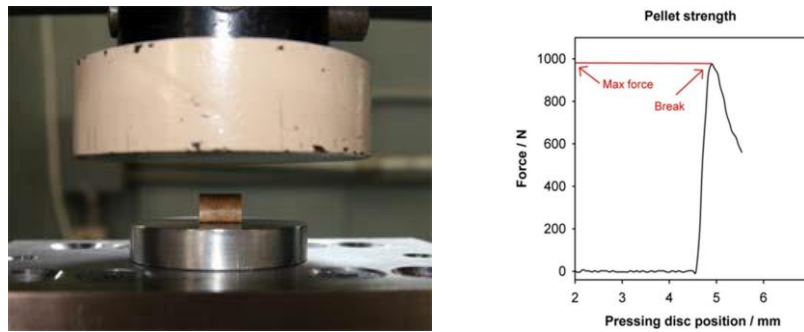 Pellet strength
1000
800
600
400
200
0
Force / N
Max force
Break
2 3 4 5 6
Pressing disc position / mm